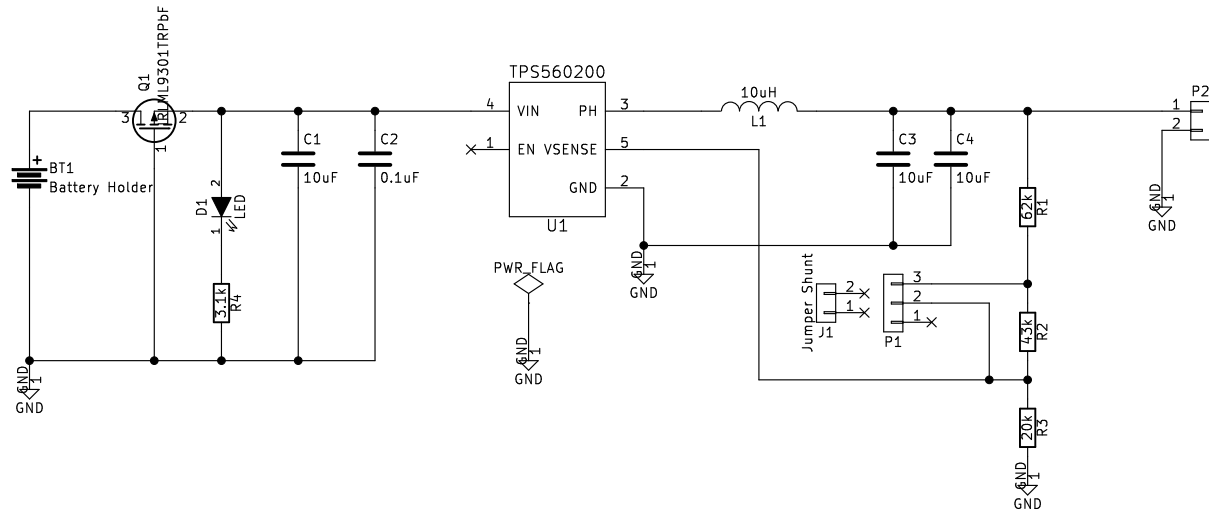 IRLML9301TRPbF
Q1
3
2
1
+
BT1
Battery Holder
GND
1
GND
2
D1
LED
1
3.1k
R4
C1
10uF
C2
0.1uF
TPS560200
4
VIN
PH
3
1
EN
VSENSE
5
GND
2
U1
PWR_FLAG
GND
1
GND
10uH
L1
C3
10uF
C4
10uF
GND
1
GND
Jumper Shunt
2
1
J1
3
2
1
P1
62k
R1
43k
R2
20k
R3
GND
1
GND
P2
1
2
GND
1
GND